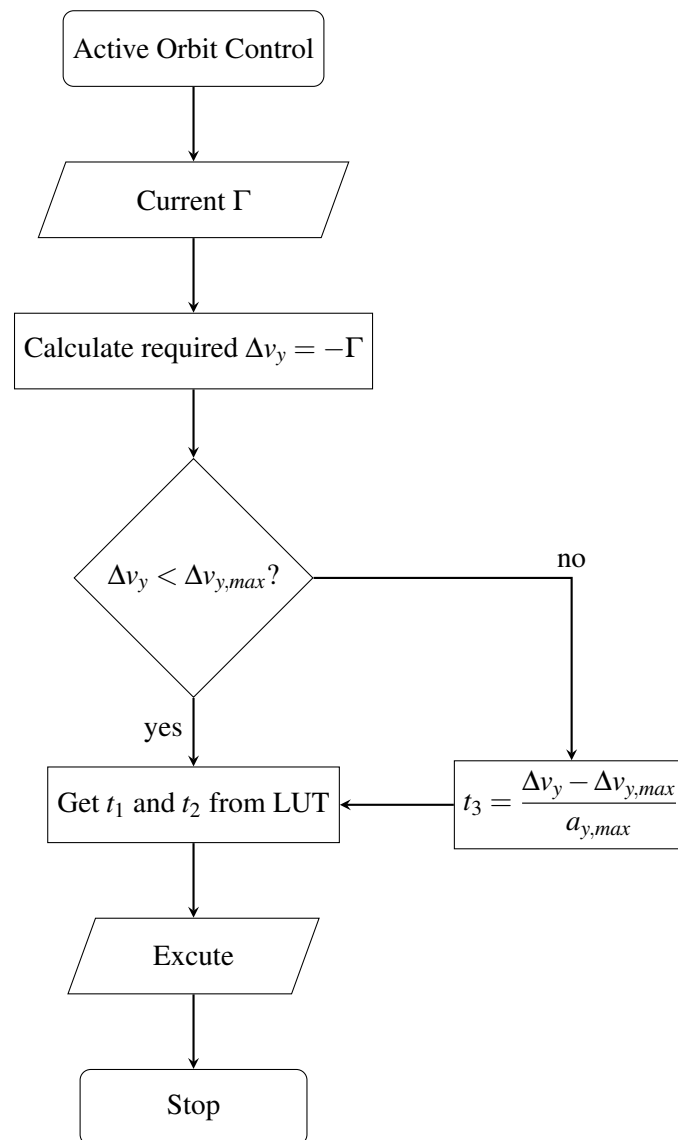 Active Orbit Control
Current Γ
Calculate required Δv_y = −Γ
Δv_y < Δv_{y,max}?
no
yes
Get t_1 and t_2 from LUT
t_3 = \frac{Δv_y − Δv_{y,max}}{a_{y,max}}
Excute
Stop